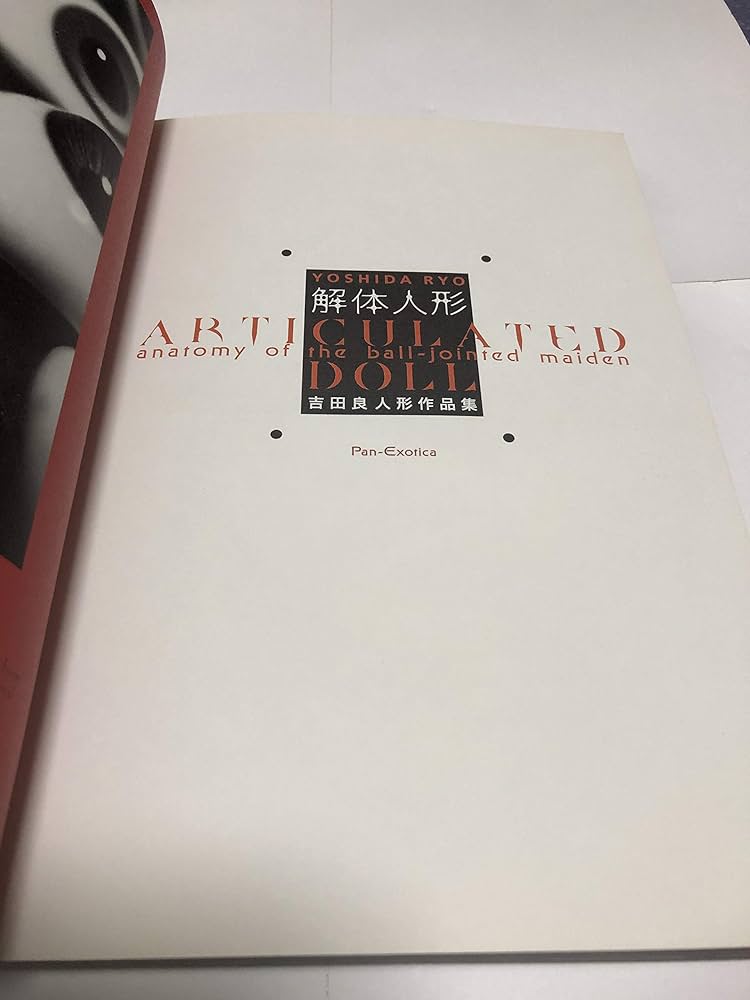 YOSHIDA RYO
解体人形
ARTICULATED
anatomy of the ball-jointed maiden
DOLL
吉田良人形作品集
Pan-Exotica